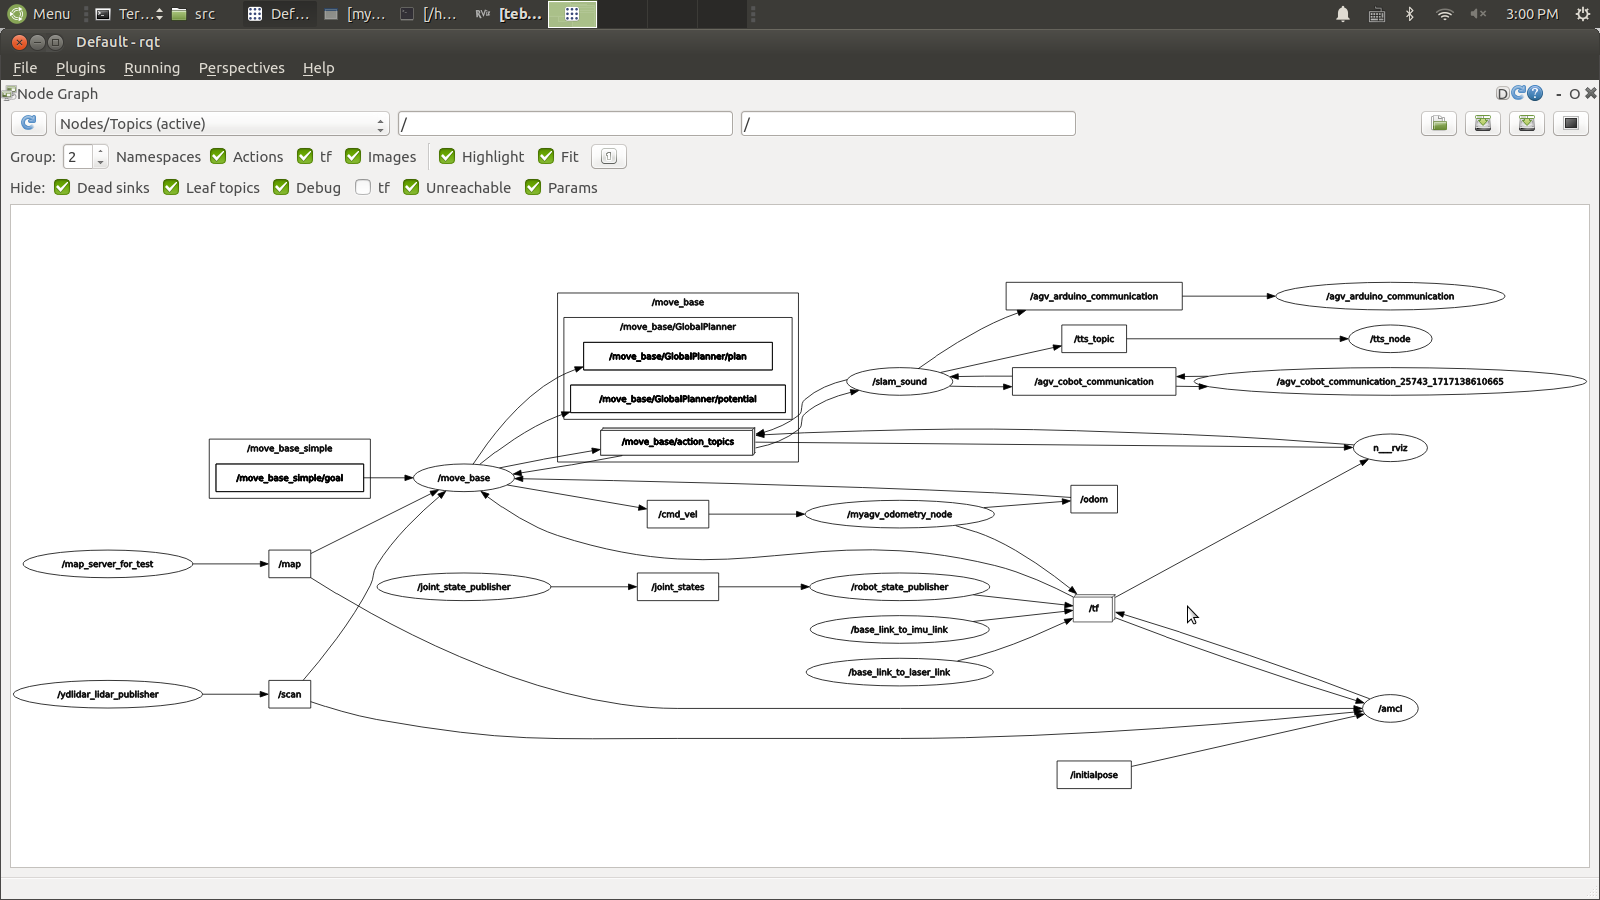 Menu Ter... src Def... [my... [/h... RViz [teb... 3:00 PM
Default - rqt
File Plugins Running Perspectives Help
Node Graph D - O
Nodes/Topics (active) / /
Group: 2 Namespaces Actions tf Images Highlight Fit
Hide: Dead sinks Leaf topics Debug tf Unreachable Params
/agv_arduino_communication /agv_arduino_communication
/move_base
/move_base/GlobalPlanner
/tts_topic /tts_node
/move_base/GlobalPlanner/plan
/slam_sound /agv_cobot_communication /agv_cobot_communication_25743_1717138610665
/move_base/GlobalPlanner/potential
/move_base/action_topics
/move_base_simple n___rviz
/move_base_simple/goal /move_base
/odom
/cmd_vel /myagv_odometry_node
/map_server_for_test /map
/joint_state_publisher /joint_states /robot_state_publisher
/tf
/base_link_to_imu_link
/base_link_to_laser_link
/ydlidar_lidar_publisher /scan
/amcl
/initialpose